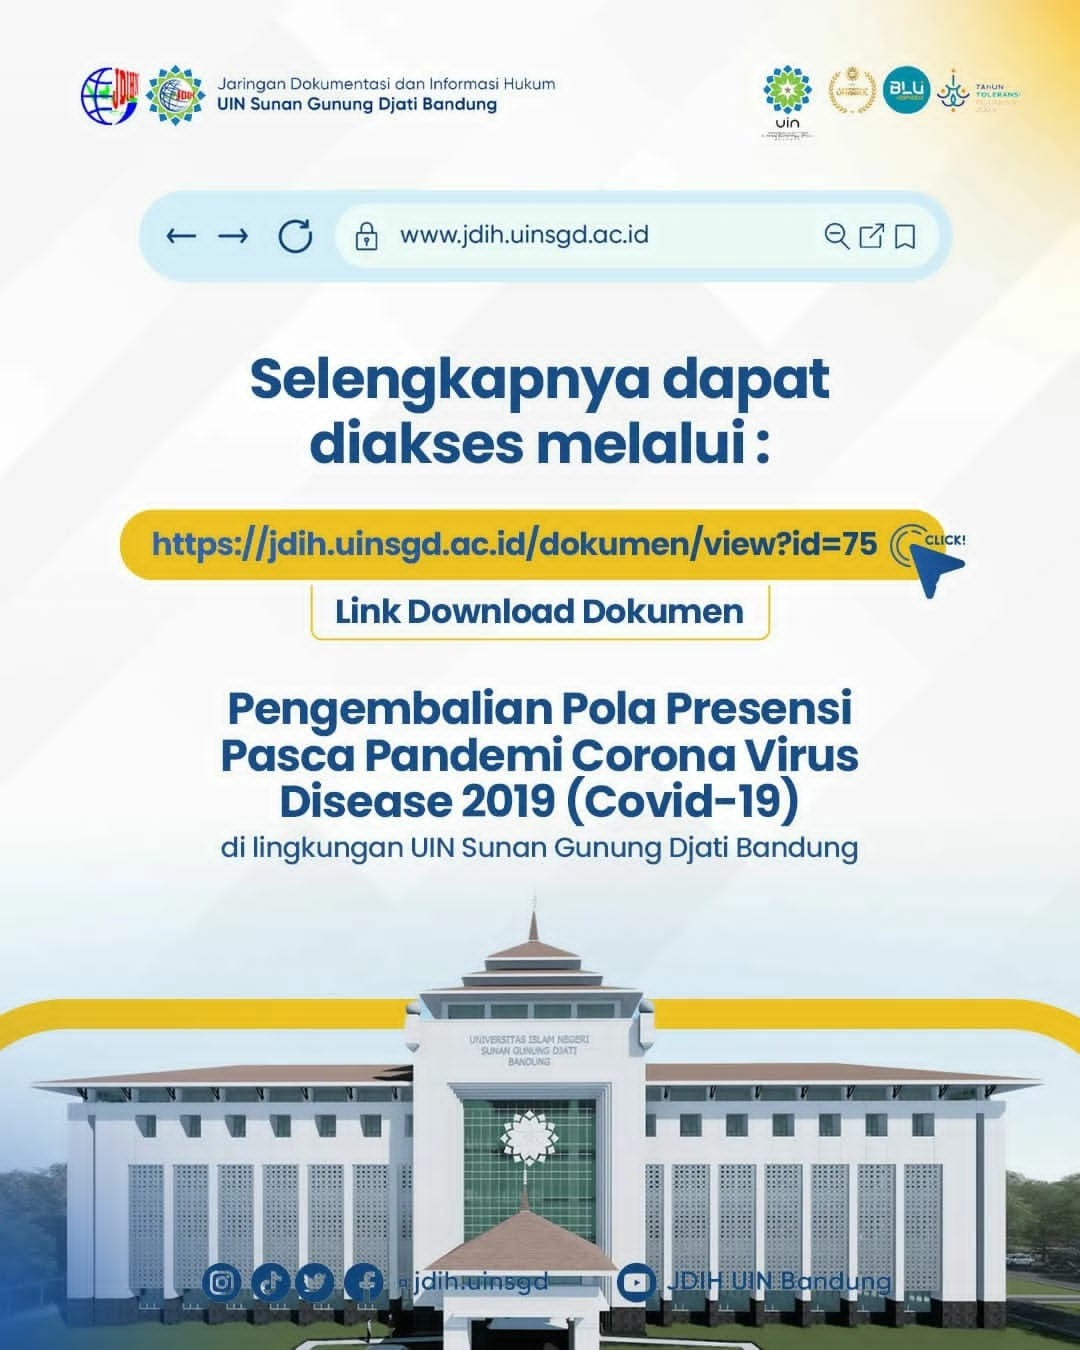 JDIHN
JDIH
Jaringan Dokumentasi dan Informasi Hukum
UIN Sunan Gunung Djati Bandung
uin
BLU
TAHUN
TOLERANSI
www.jdih.uinsgd.ac.id
Selengkapnya dapat
diakses melalui :
https://jdih.uinsgd.ac.id/dokumen/view?id=75
CLICK!
Link Download Dokumen
Pengembalian Pola Presensi
Pasca Pandemi Corona Virus
Disease 2019 (Covid-19)
di lingkungan UIN Sunan Gunung Djati Bandung
UNIVERSITAS ISLAM NEGERI
SUNAN GUNUNG DJATI
BANDUNG
: jdih.uinsgd
JDIH UIN Bandung